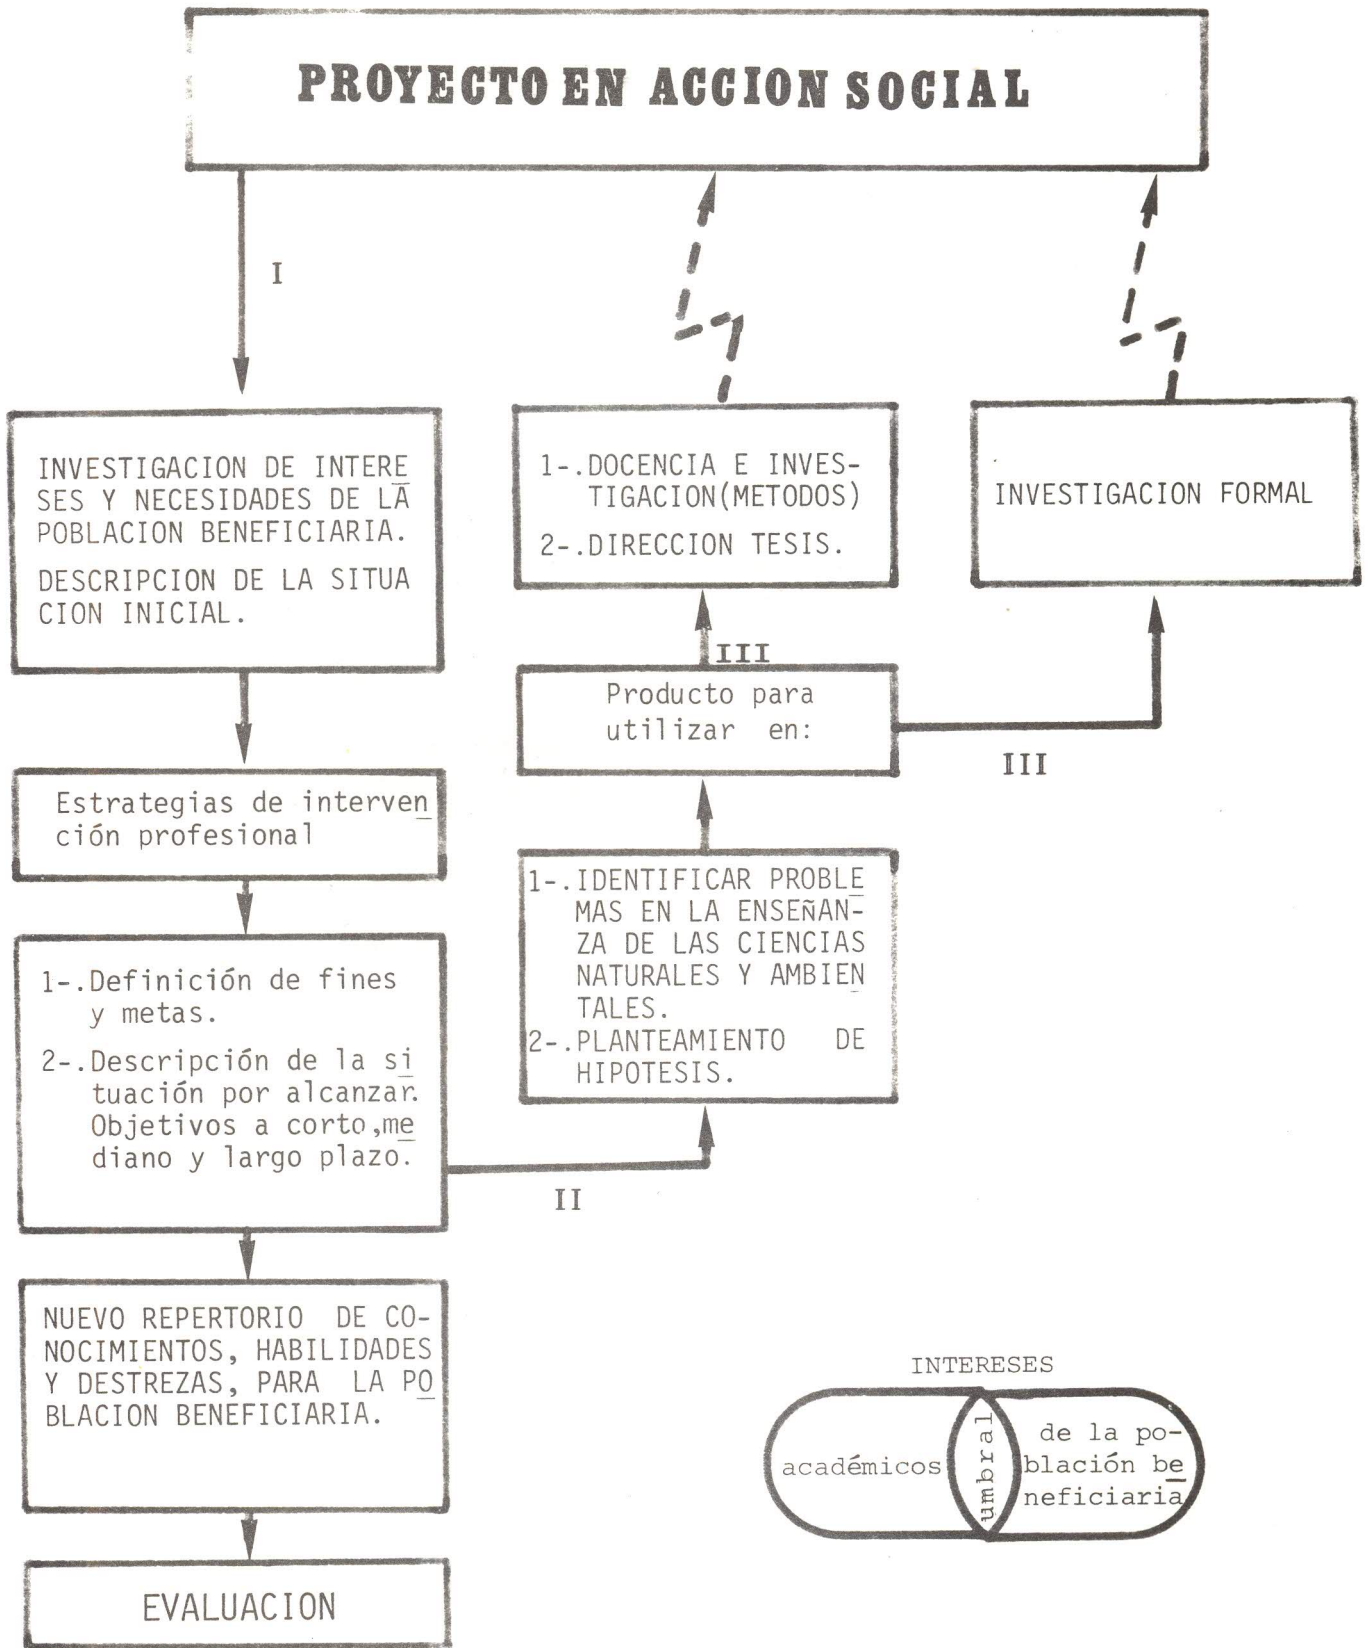 PROYECTO EN ACCION SOCIAL
I
INVESTIGACION DE INTERE
SES Y NECESIDADES DE LA
POBLACION BENEFICIARIA.
DESCRIPCION DE LA SITUA
CION INICIAL.
Estrategias de interven
ción profesional
1-.Definición de fines
y metas.
2-.Descripción de la si
tuación por alcanzar.
Objetivos a corto,me
diano y largo plazo.
NUEVO REPERTORIO DE CO-
NOCIMIENTOS, HABILIDADES
Y DESTREZAS, PARA LA PO
BLACION BENEFICIARIA.
EVALUACION
II
1-.IDENTIFICAR PROBLE
MAS EN LA ENSEÑAN-
ZA DE LAS CIENCIAS
NATURALES Y AMBIEN
TALES.
2-.PLANTEAMIENTO DE
HIPOTESIS.
Producto para
utilizar en:
III
1-.DOCENCIA E INVES-
TIGACION(METODOS)
2-.DIRECCION TESIS.
III
INVESTIGACION FORMAL
INTERESES
académicos
umbral
de la po-
blación be
neficiaria